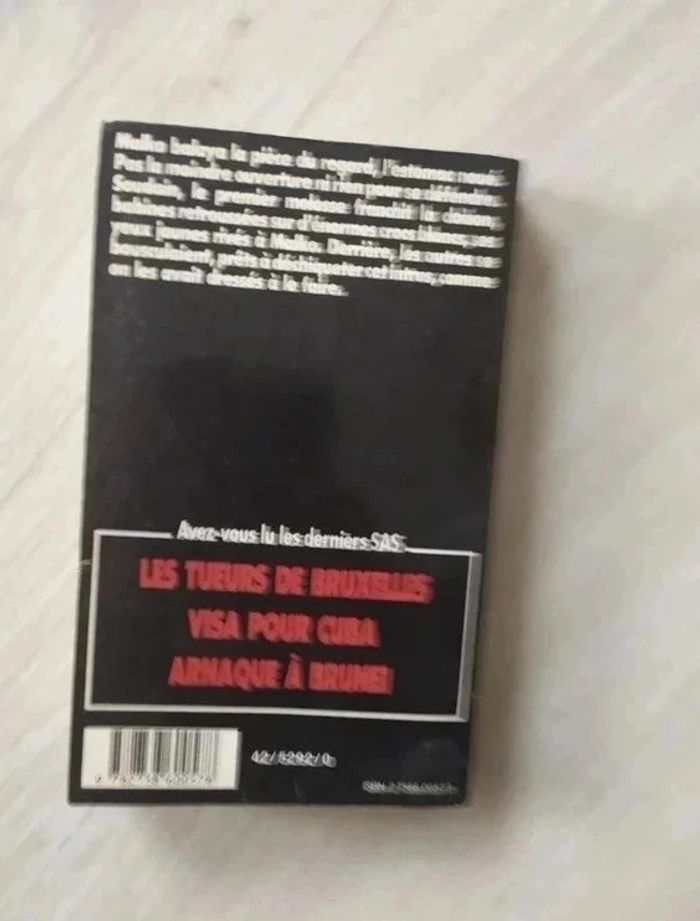 Malko balaya la pièce du regard, l'estomac noué.
Pas la moindre ouverture ni rien pour se défendre.
Soudain, le premier molosse franchit la cloison,
babines retroussées sur d'énormes crocs blancs, ses
yeux jaunes rivés à Malko. Derrière, les autres se
bousculaient, prêts à déchiqueter cet intrus, comme
on les avait dressés à le faire.
Avez-vous lu les derniers SAS
LES TUEURS DE BRUXELLES
VISA POUR CUBA
ARNAQUE À BRUNEI
42/5292/0